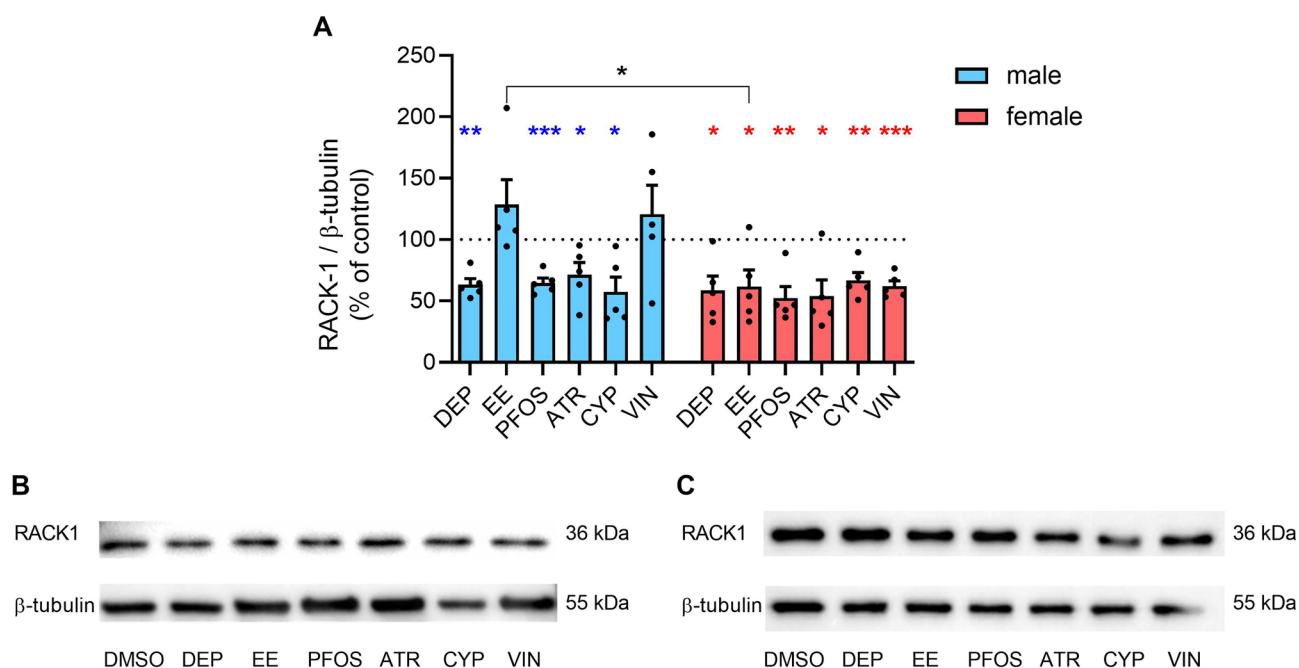 A
250
200
150
100
50
0
RACK-1 / β-tubulin
(% of control)
*
** *** * * * * ** * ** ***
male
female
DEP EE PFOS ATR CYP VIN DEP EE PFOS ATR CYP VIN
B
RACK1 36 kDa
β-tubulin 55 kDa
DMSO DEP EE PFOS ATR CYP VIN
C
RACK1 36 kDa
β-tubulin 55 kDa
DMSO DEP EE PFOS ATR CYP VIN